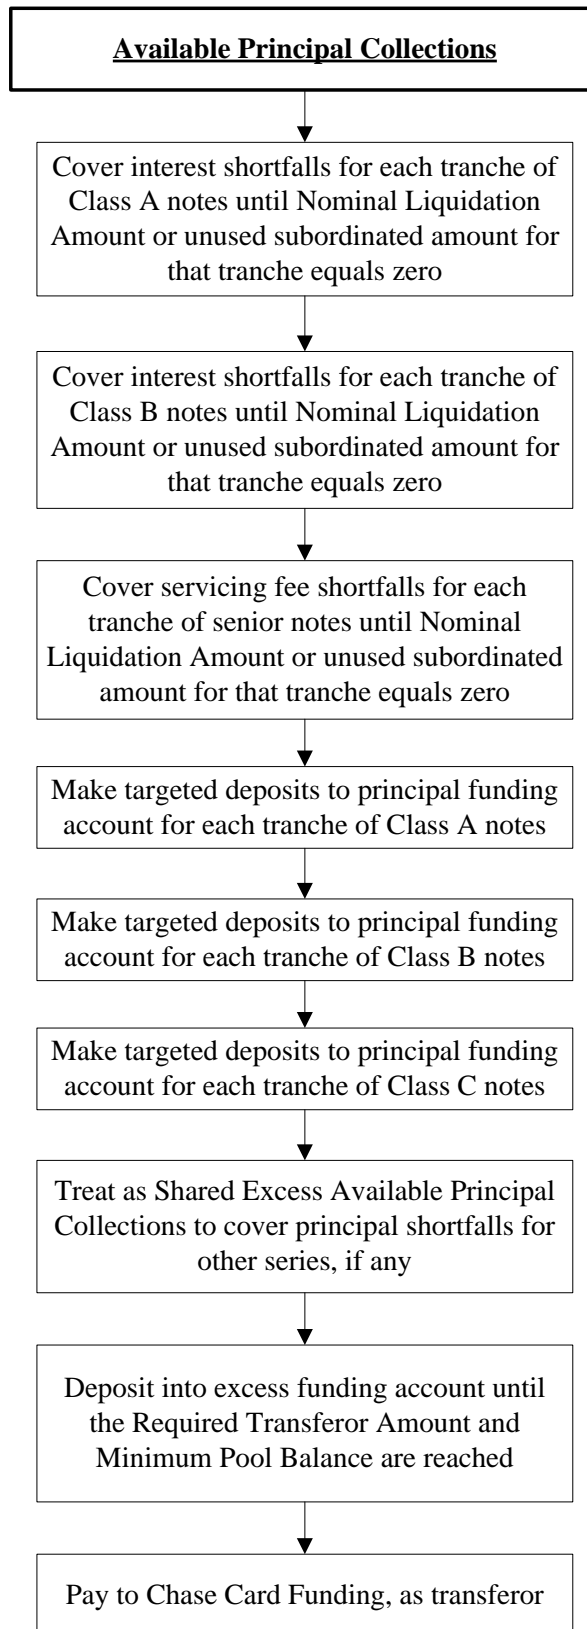 Available Principal Collections
Cover interest shortfalls for each tranche of
Class A notes until Nominal Liquidation
Amount or unused subordinated amount for
that tranche equals zero
Cover interest shortfalls for each tranche of
Class B notes until Nominal Liquidation
Amount or unused subordinated amount for
that tranche equals zero
Cover servicing fee shortfalls for each
tranche of senior notes until Nominal
Liquidation Amount or unused subordinated
amount for that tranche equals zero
Make targeted deposits to principal funding
account for each tranche of Class A notes
Make targeted deposits to principal funding
account for each tranche of Class B notes
Make targeted deposits to principal funding
account for each tranche of Class C notes
Treat as Shared Excess Available Principal
Collections to cover principal shortfalls for
other series, if any
Deposit into excess funding account until
the Required Transferor Amount and
Minimum Pool Balance are reached
Pay to Chase Card Funding, as transferor